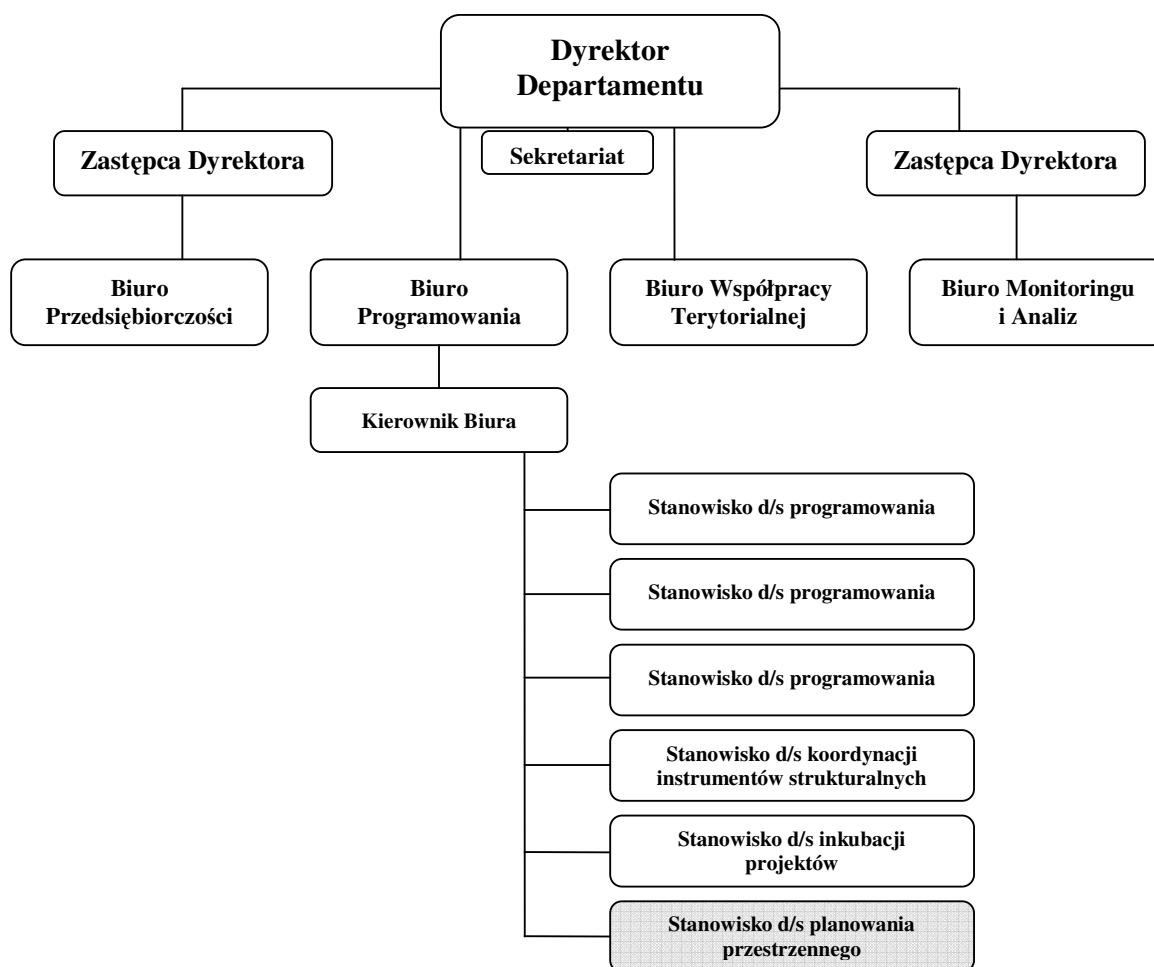 Dyrektor
Departamentu
Sekretariat
Zastępca Dyrektora
Zastępca Dyrektora
Biuro
Przedsiębiorczości
Biuro
Programowania
Biuro Współpracy
Terytorialnej
Biuro Monitoringu
i Analiz
Kierownik Biura
Stanowisko d/s programowania
Stanowisko d/s programowania
Stanowisko d/s programowania
Stanowisko d/s koordynacji
instrumentów strukturalnych
Stanowisko d/s inkubacji
projektów
Stanowisko d/s planowania
przestrzennego